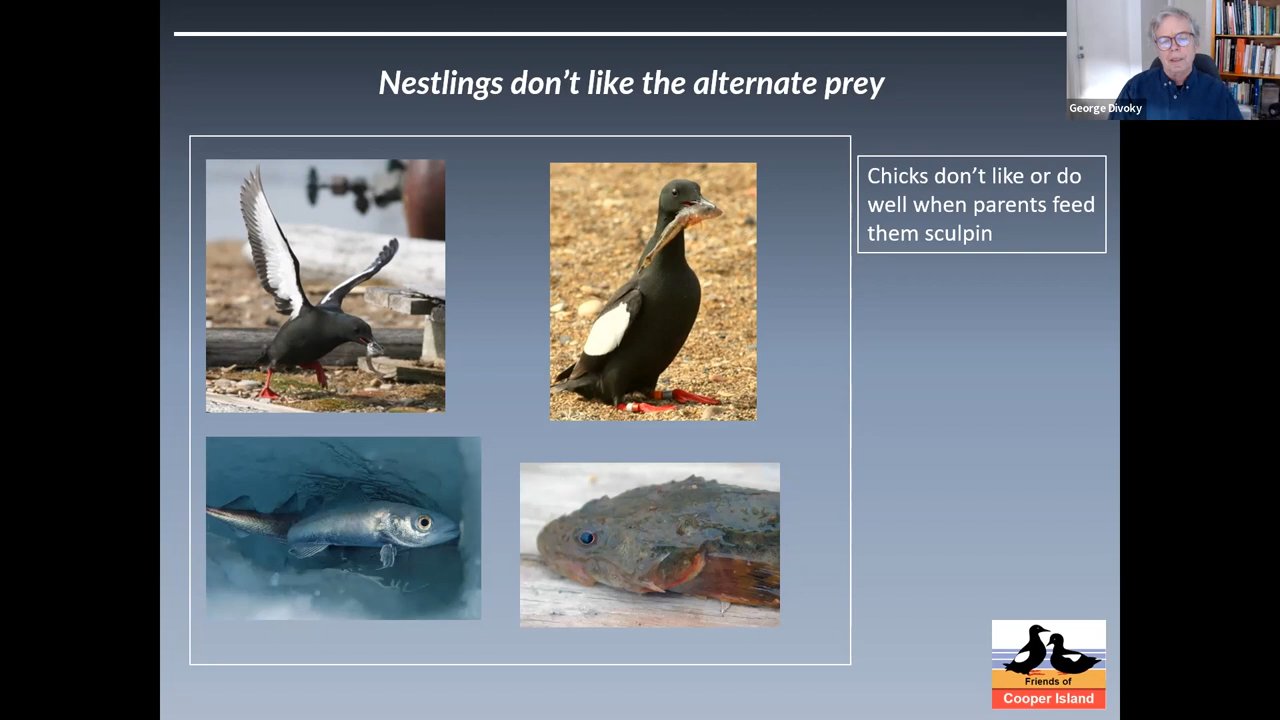 Nestlings don't like the alternate prey
George Divoky
Chicks don't like or do
well when parents feed
them sculpin
Friends of
Cooper Island